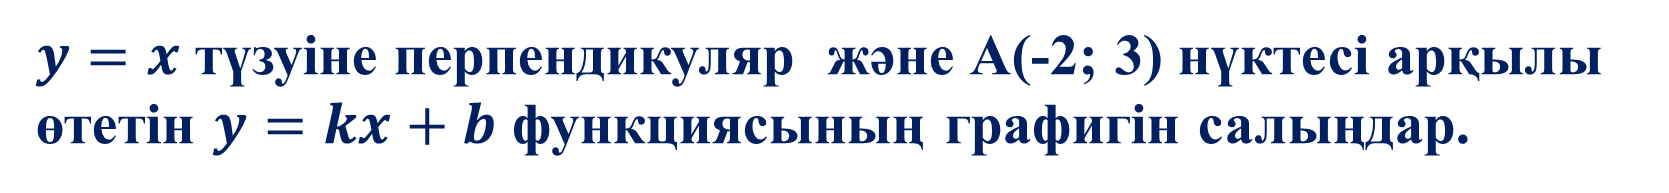 y = x түзуіне перпендикуляр және А(-2; 3) нүктесі арқылы
өтетін y = kx + b функциясының графигін салыңдар.